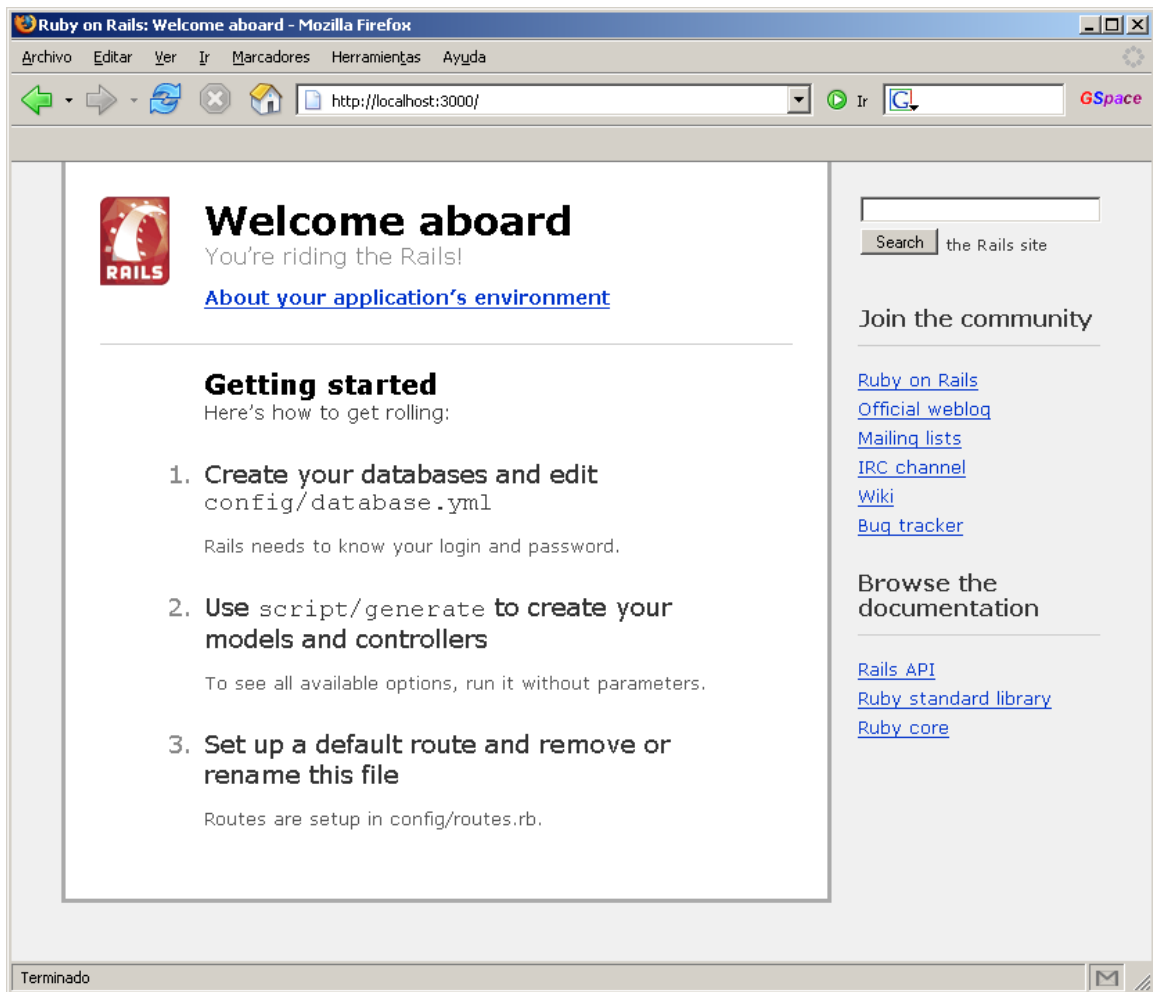 Ruby on Rails: Welcome aboard - Mozilla Firefox
Archivo Editar Ver Ir Marcadores Herramientas Ayuda
http://localhost:3000/ Ir G GSpace
RAILS
Welcome aboard
You're riding the Rails!
About your application's environment
Getting started
Here's how to get rolling:
1. Create your databases and edit
config/database.yml
Rails needs to know your login and password.
2. Use script/generate to create your
models and controllers
To see all available options, run it without parameters.
3. Set up a default route and remove or
rename this file
Routes are setup in config/routes.rb.
Search the Rails site
Join the community
Ruby on Rails
Official weblog
Mailing lists
IRC channel
Wiki
Bug tracker
Browse the
documentation
Rails API
Ruby standard library
Ruby core
Terminado